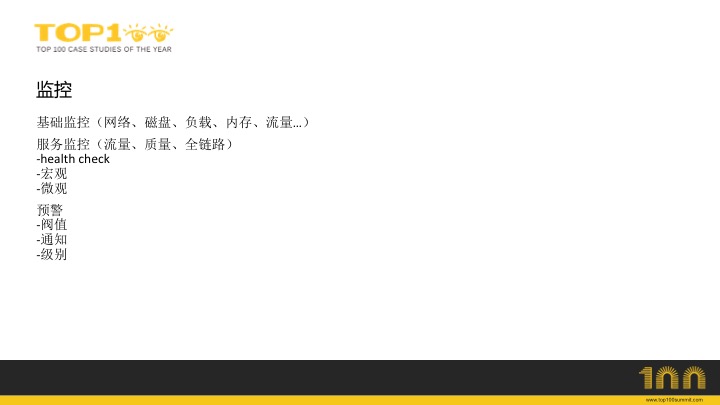 TOP100
TOP 100 CASE STUDIES OF THE YEAR
监控
基础监控（网络、磁盘、负载、内存、流量…）
服务监控（流量、质量、全链路）
-health check
-宏观
-微观
预警
-阀值
-通知
-级别
100
www.top100summit.com